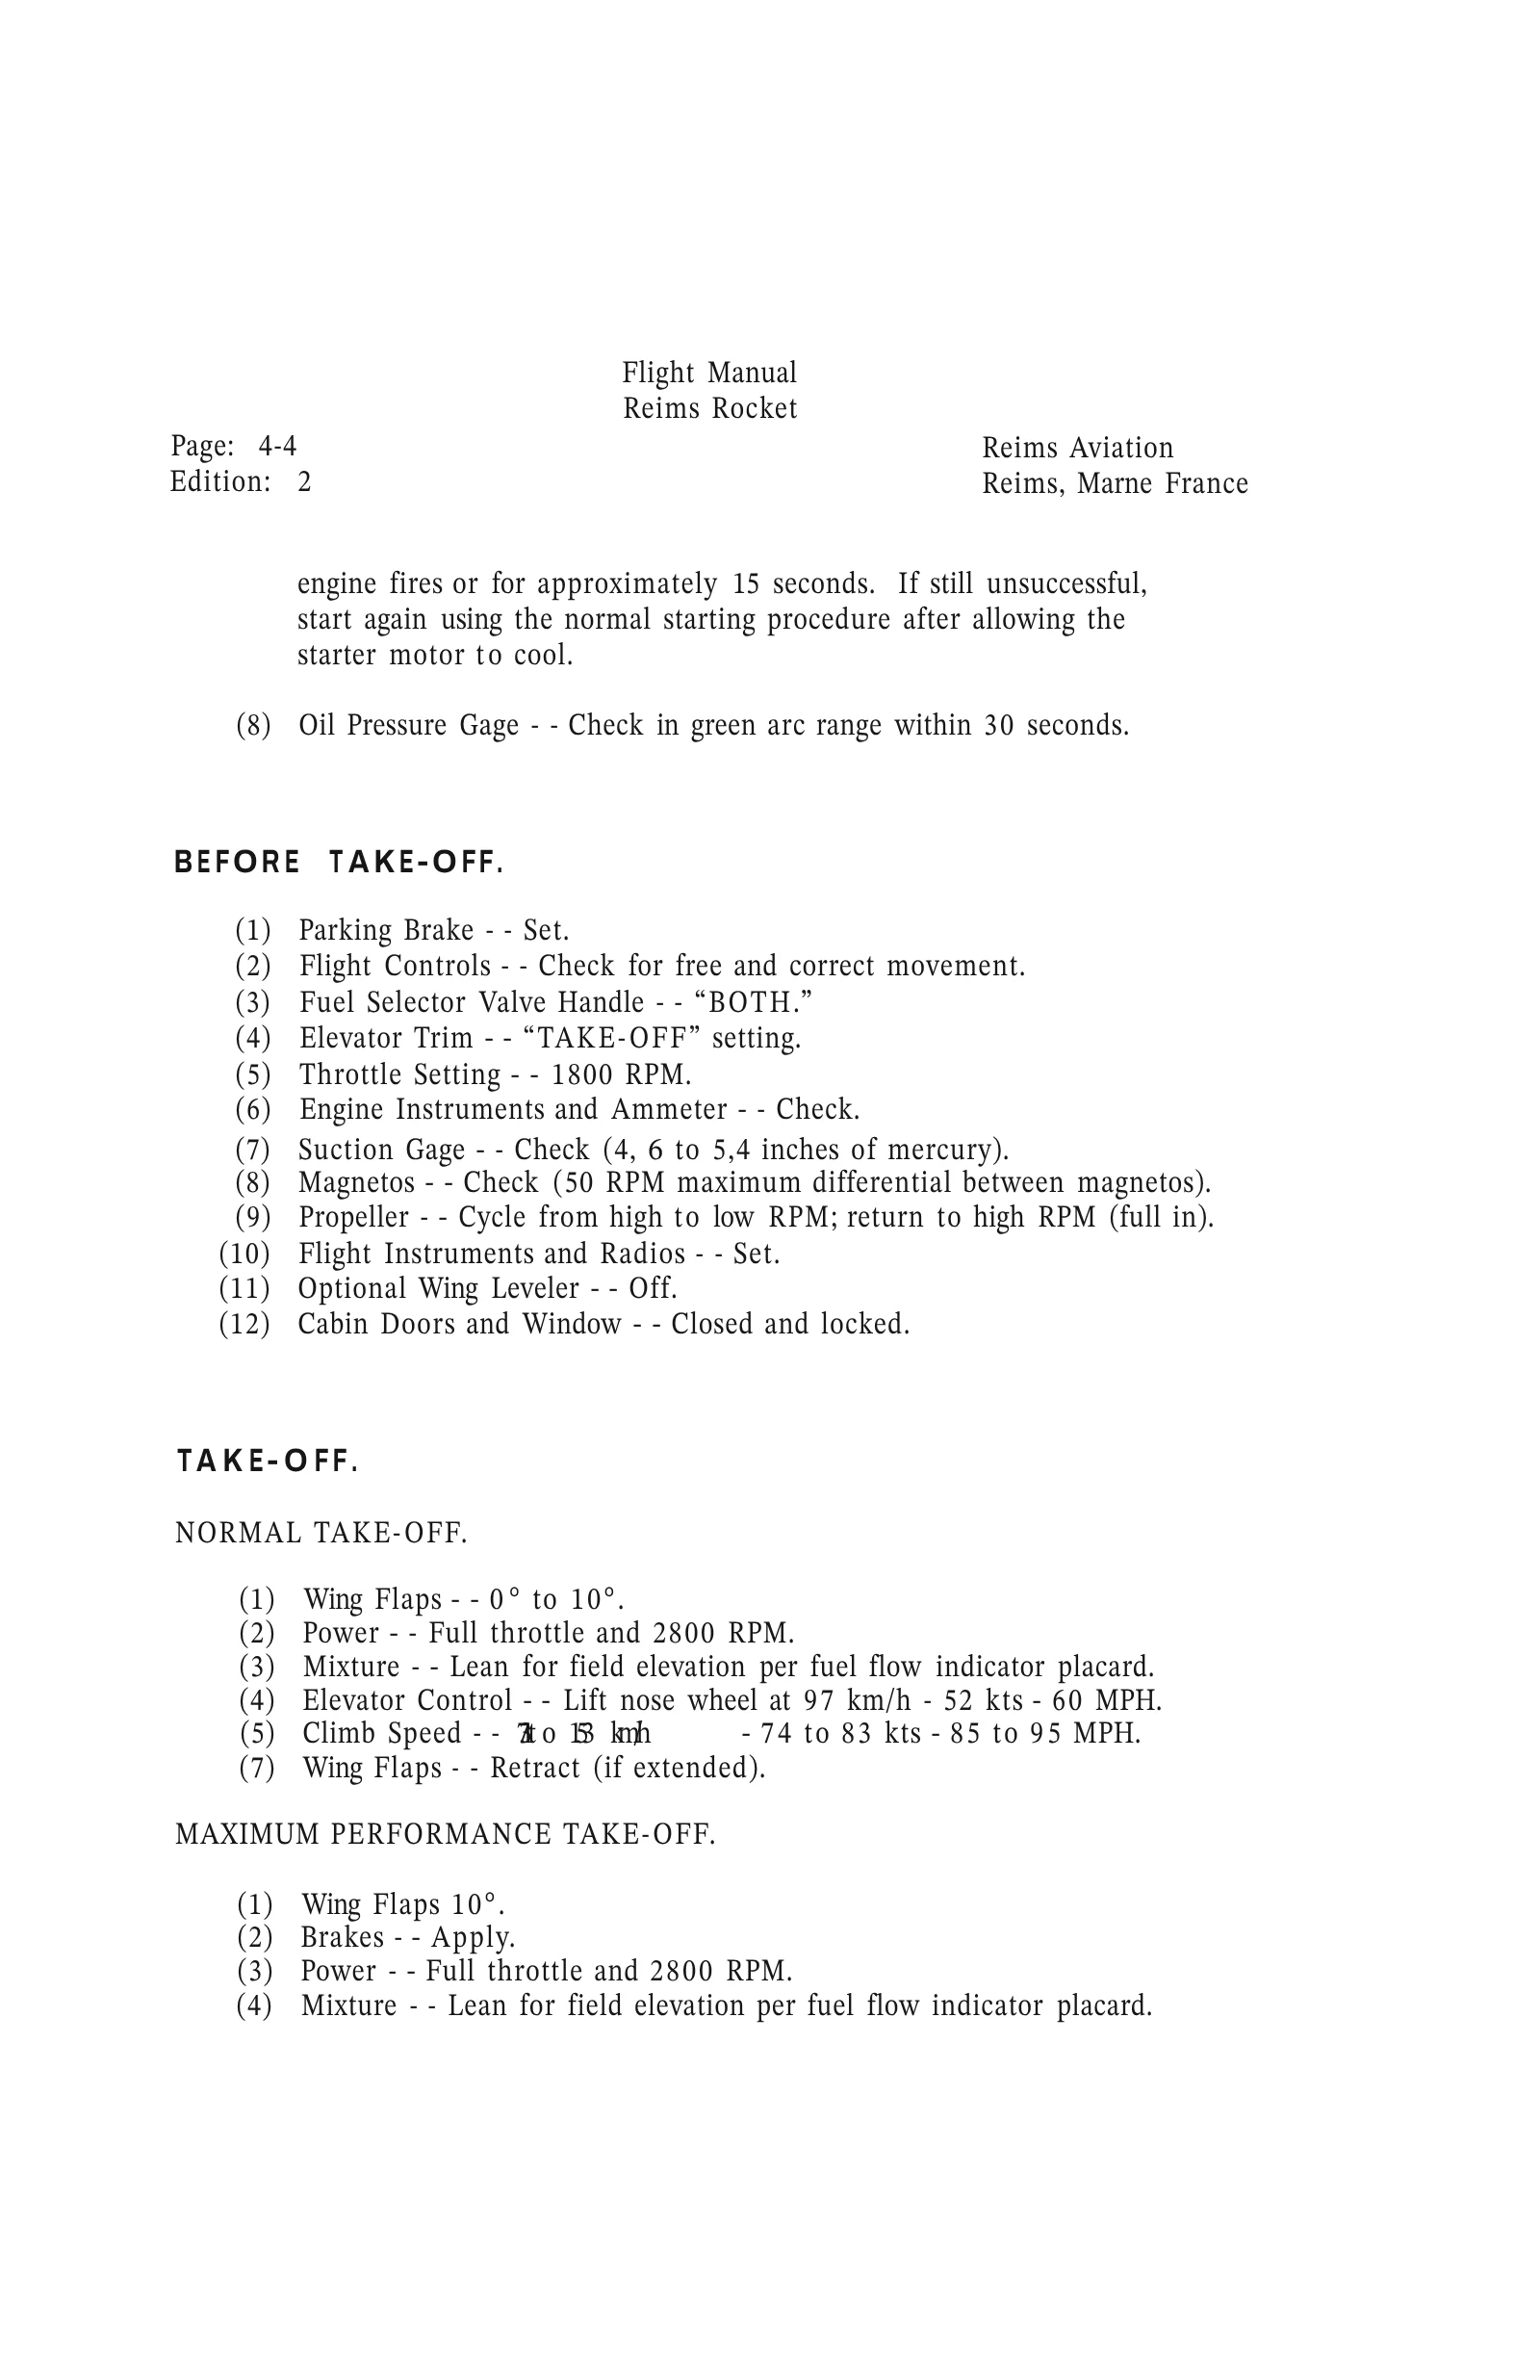 Flight Manual
Reims Rocket
Page: 4-4
Edition: 2
Reims Aviation
Reims, Marne France
engine fires or for approximately 15 seconds. If still unsuccessful,
start again using the normal starting procedure after allowing the
starter motor to cool.
(8) Oil Pressure Gage - - Check in green arc range within 30 seconds.
BEFORE TAKE-OFF.
(1) Parking Brake - - Set.
(2) Flight Controls - - Check for free and correct movement.
(3) Fuel Selector Valve Handle - - “BOTH.”
(4) Elevator Trim - - “TAKE-OFF” setting.
(5) Throttle Setting - - 1800 RPM.
(6) Engine Instruments and Ammeter - - Check.
(7) Suction Gage - - Check (4, 6 to 5,4 inches of mercury).
(8) Magnetos - - Check (50 RPM maximum differential between magnetos).
(9) Propeller - - Cycle from high to low RPM; return to high RPM (full in).
(10) Flight Instruments and Radios - - Set.
(11) Optional Wing Leveler - - Off.
(12) Cabin Doors and Window - - Closed and locked.
TAKE-OFF.
NORMAL TAKE-OFF.
(1) Wing Flaps - - 0° to 10°.
(2) Power - - Full throttle and 2800 RPM.
(3) Mixture - - Lean for field elevation per fuel flow indicator placard.
(4) Elevator Control - - Lift nose wheel at 97 km/h - 52 kts - 60 MPH.
(5) Climb Speed - - to km/h - 74 to 83 kts - 85 to 95 MPH.
(7) Wing Flaps - - Retract (if extended).
MAXIMUM PERFORMANCE TAKE-OFF.
(1) Wing Flaps 10°.
(2) Brakes - - Apply.
(3) Power - - Full throttle and 2800 RPM.
(4) Mixture - - Lean for field elevation per fuel flow indicator placard.